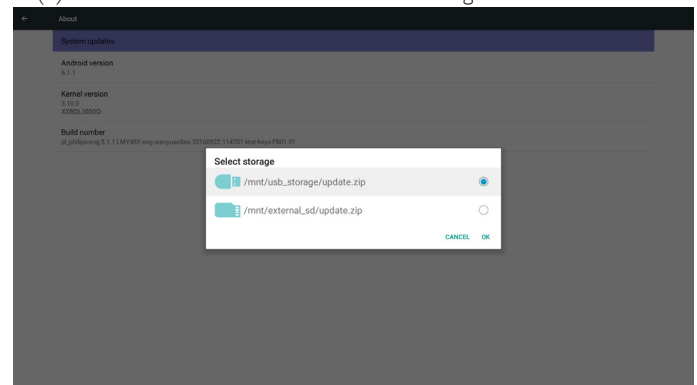 About
System updates
Android version
5.1.1
Kernel version
3.10.0
XXBDL3050Q
Build number
Select storage
/mnt/usb_storage/update.zip
/mnt/external_sd/update.zip
CANCEL OK